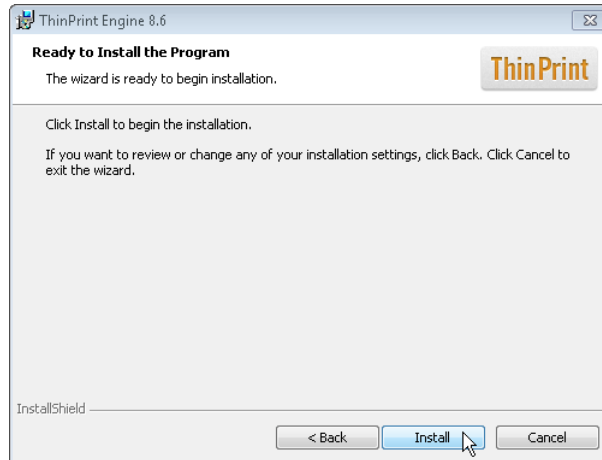 ThinPrint Engine 8.6
Ready to Install the Program
The wizard is ready to begin installation.
ThinPrint
Click Install to begin the installation.
If you want to review or change any of your installation settings, click Back. Click Cancel to
exit the wizard.
InstallShield
< Back Install Cancel